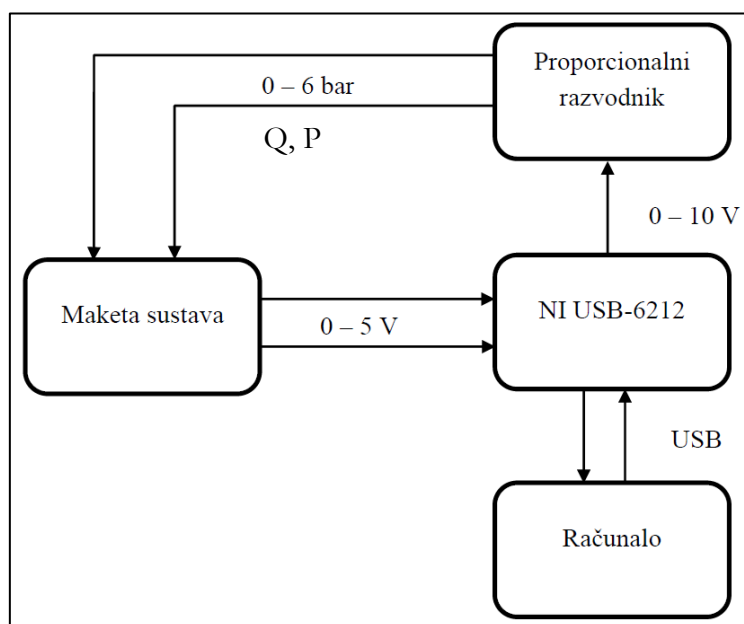 Proporcionalni
razvodnik
0 – 6 bar
Q, P
0 – 10 V
Maketa sustava
0 – 5 V
NI USB-6212
USB
Računalo